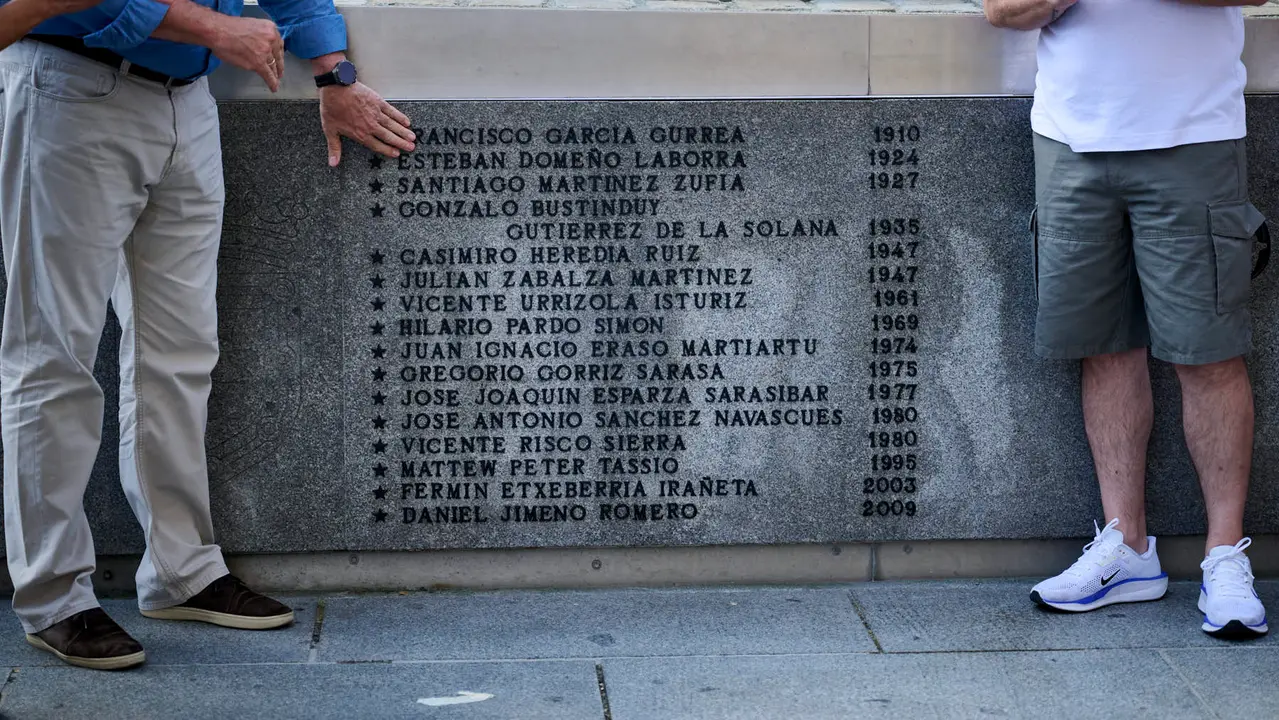 FRANCISCO GARCIA GURREA 1910
★ ESTEBAN DOMEÑO LABORRA 1924
★ SANTIAGO MARTINEZ ZUFIA 1927
★ GONZALO BUSTINDUY
GUTIERREZ DE LA SOLANA 1935
★ CASIMIRO HEREDIA RUIZ 1947
★ JULIAN ZABALZA MARTINEZ 1947
★ VICENTE URRIZOLA ISTURIZ 1961
★ HILARIO PARDO SIMON 1969
★ JUAN IGNACIO ERASO MARTIARTU 1974
★ GREGORIO GORRIZ SARASA 1975
★ JOSE JOAQUIN ESPARZA SARASIBAR 1977
★ JOSE ANTONIO SANCHEZ NAVASCUES 1980
★ VICENTE RISCO SIERRA 1980
★ MATTEW PETER TASSIO 1995
★ FERMIN ETXEBERRIA IRAÑETA 2003
★ DANIEL JIMENO ROMERO 2009